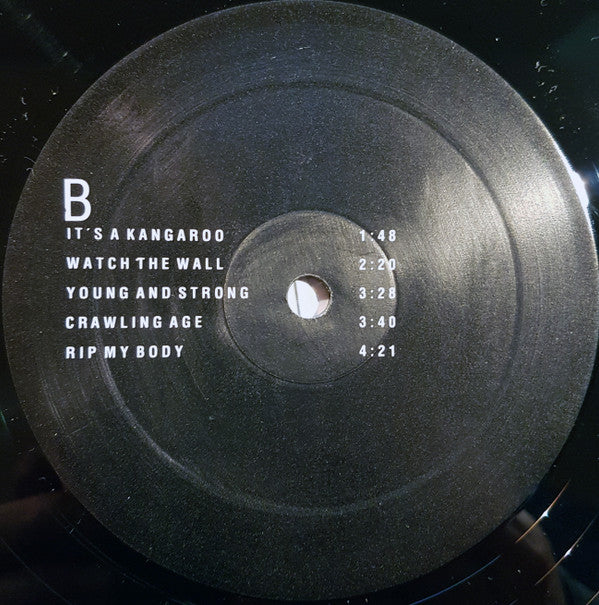 B
IT'S A KANGAROO 1:48
WATCH THE WALL 2:20
YOUNG AND STRONG 3:28
CRAWLING AGE 3:40
RIP MY BODY 4:21